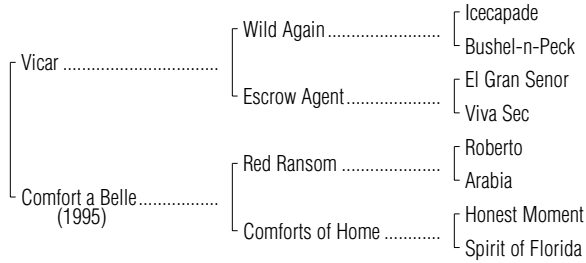 Icecapade
Wild Again
Bushel-n-Peck
Vicar
El Gran Senor
Escrow Agent
Viva Sec
Roberto
Red Ransom
Arabia
Comfort a Belle
(1995)
Honest Moment
Comforts of Home
Spirit of Florida